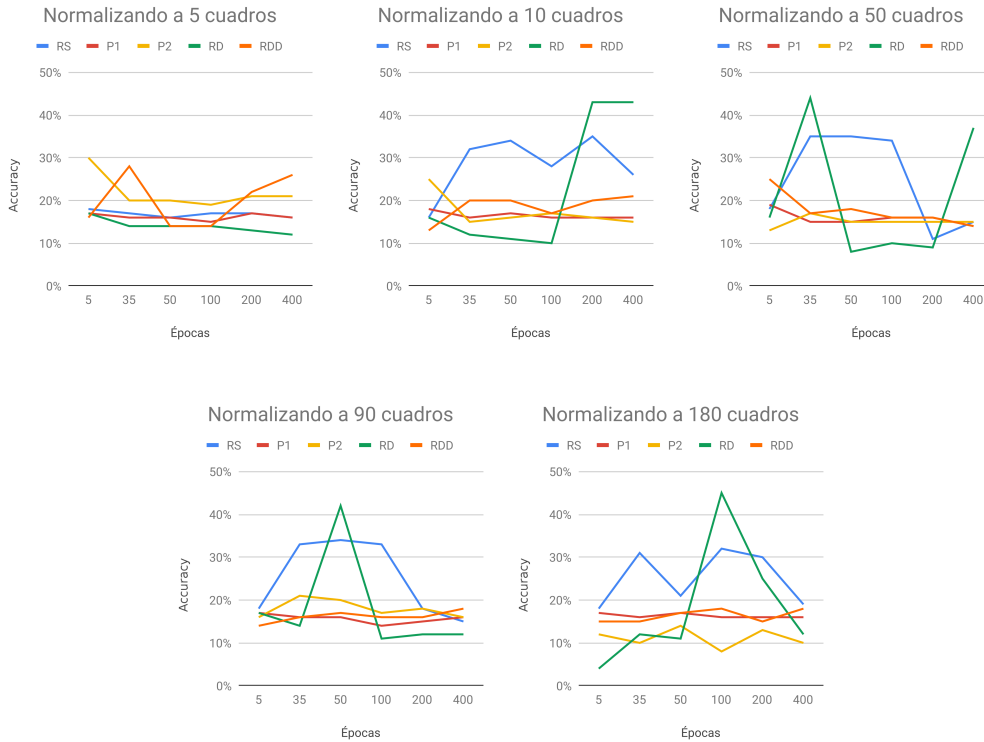 Normalizando a 5 cuadros
RS P1 P2 RD RDD
50%
40%
30%
20%
10%
0%
Accuracy
5 35 50 100 200 400
Épocas
Normalizando a 10 cuadros
RS P1 P2 RD RDD
50%
40%
30%
20%
10%
0%
Accuracy
5 35 50 100 200 400
Épocas
Normalizando a 50 cuadros
RS P1 P2 RD RDD
50%
40%
30%
20%
10%
0%
Accuracy
5 35 50 100 200 400
Épocas
Normalizando a 90 cuadros
RS P1 P2 RD RDD
50%
40%
30%
20%
10%
0%
Accuracy
5 35 50 100 200 400
Épocas
Normalizando a 180 cuadros
RS P1 P2 RD RDD
50%
40%
30%
20%
10%
0%
Accuracy
5 35 50 100 200 400
Épocas